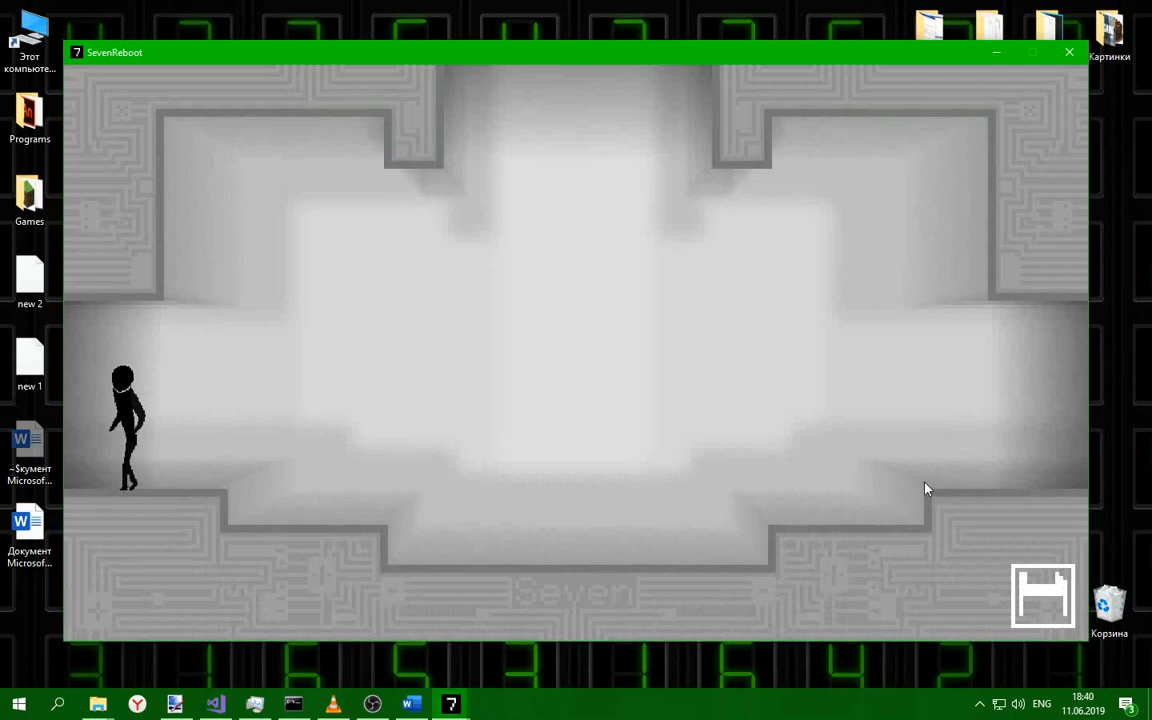 Этот
компьюте...
Programs
Games
new 2
new 1
~$кумент
Microsof...
Документ
Microsof...
SevenReboot
Seven
Картинки
Корзина
ENG
18:40
11.06.2019
3